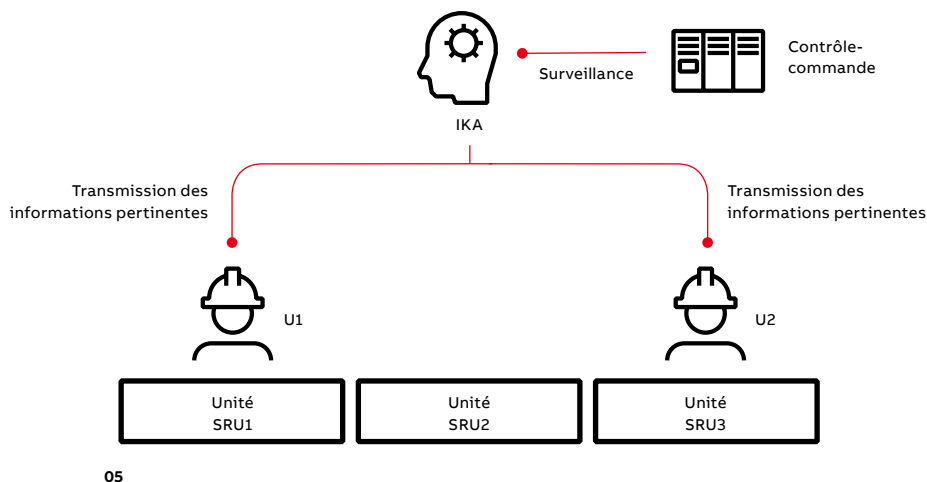 Contrôle-
commande
Surveillance
IKA
Transmission des
informations pertinentes
Transmission des
informations pertinentes
U1
U2
Unité
SRU1
Unité
SRU2
Unité
SRU3
05